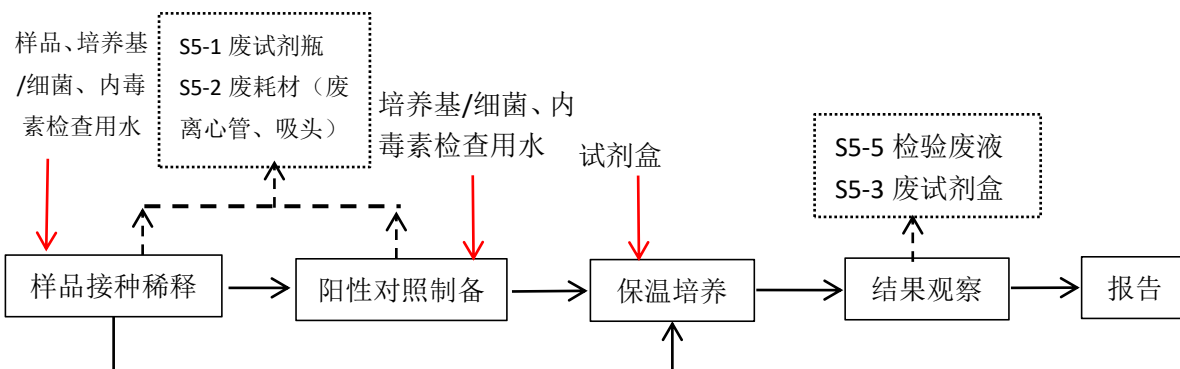 样品、培养基
/细菌、内毒
素检查用水
S5-1 废试剂瓶
S5-2 废耗材（废
离心管、吸头）
培养基/细菌、内
毒素检查用水
试剂盒
S5-5 检验废液
S5-3 废试剂盒
样品接种稀释
阳性对照制备
保温培养
结果观察
报告